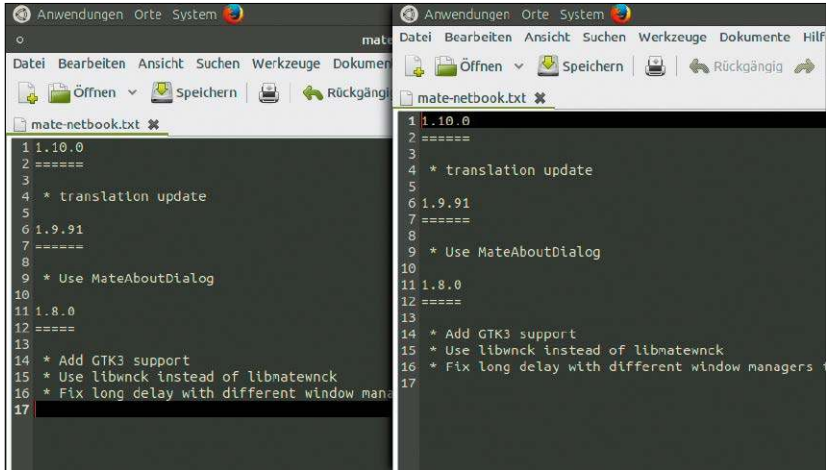 Anwendungen Orte System
mate
Datei Bearbeiten Ansicht Suchen Werkzeuge Dokumen
Öffnen Speichern Rückgängi
mate-netbook.txt
1 1.10.0
2 ======
3
4 * translation update
5
6 1.9.91
7 ======
8
9 * Use MateAboutDialog
10
11 1.8.0
12 =====
13
14 * Add GTK3 support
15 * Use libwnck instead of libmatewnck
16 * Fix long delay with different window mana
17
Anwendungen Orte System
Datei Bearbeiten Ansicht Suchen Werkzeuge Dokumente Hilf
Öffnen Speichern Rückgängig
mate-netbook.txt
1 1.10.0
2 ======
3
4 * translation update
5
6 1.9.91
7 ======
8
9 * Use MateAboutDialog
10
11 1.8.0
12 =====
13
14 * Add GTK3 support
15 * Use libwnck instead of libmatewnck
16 * Fix long delay with different window managers
17